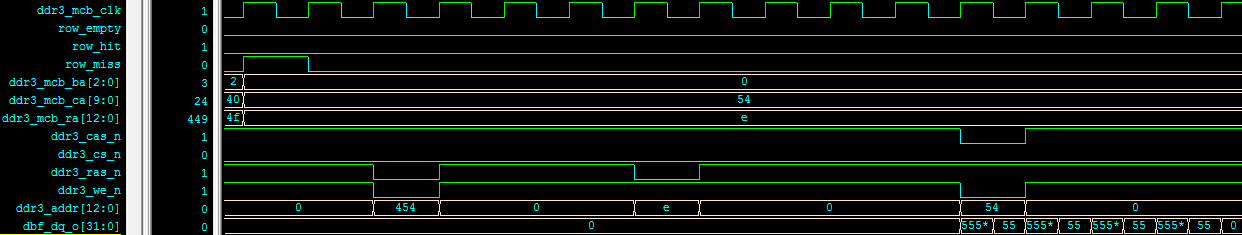 ddr3_mcb_clk 1
row_empty 0
row_hit 1
row_miss 0
ddr3_mcb_ba[2:0] 3 2 0
ddr3_mcb_ca[9:0] 24 40 54
ddr3_mcb_ra[12:0] 449 4f e
ddr3_cas_n 1
ddr3_cs_n 0
ddr3_ras_n 1
ddr3_we_n 1
ddr3_addr[12:0] 0 0 454 0 e 0 54 0
dbf_dq_o[31:0] 0 0 555* 55 555* 55 555* 55 555* 55 0